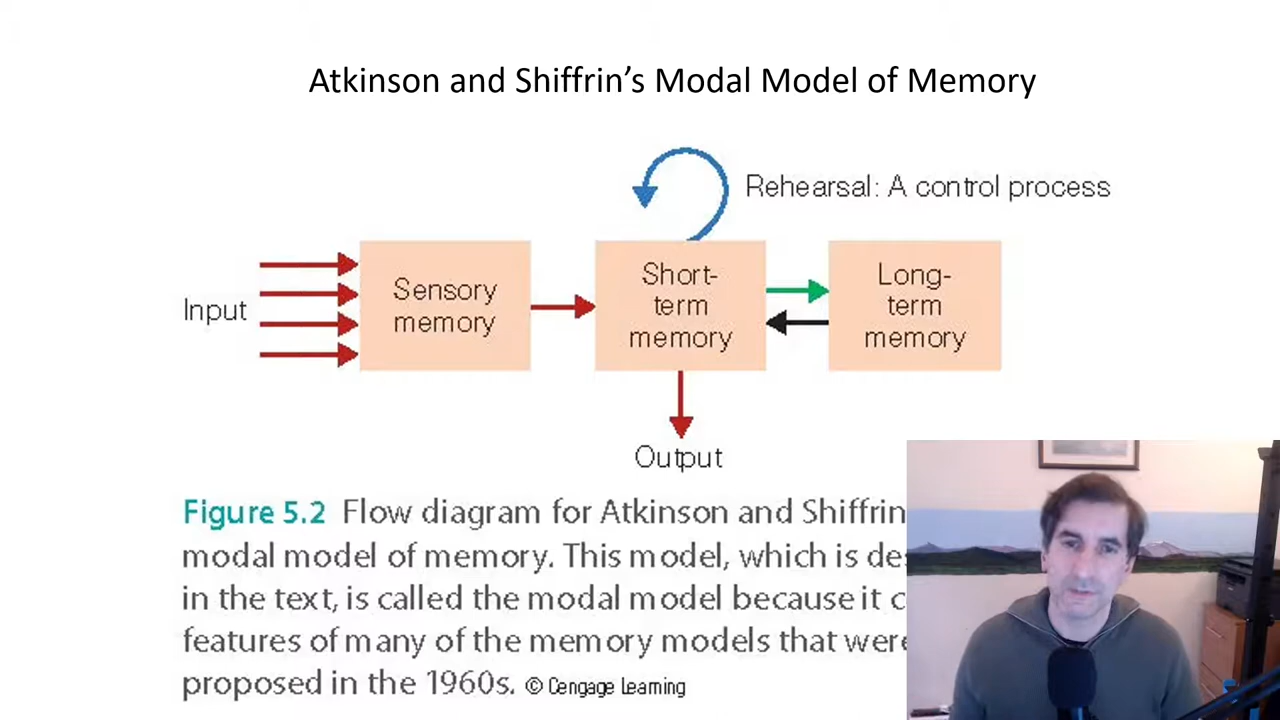 Atkinson and Shiffrin’s Modal Model of Memory
Rehearsal: A control process
Input
Sensory
memory
Short-
term
memory
Long-
term
memory
Output
Figure 5.2 Flow diagram for Atkinson and Shiffrin
modal model of memory. This model, which is
in the text, is called the modal model because it
features of many of the memory models that were
proposed in the 1960s. © Cengage Learning